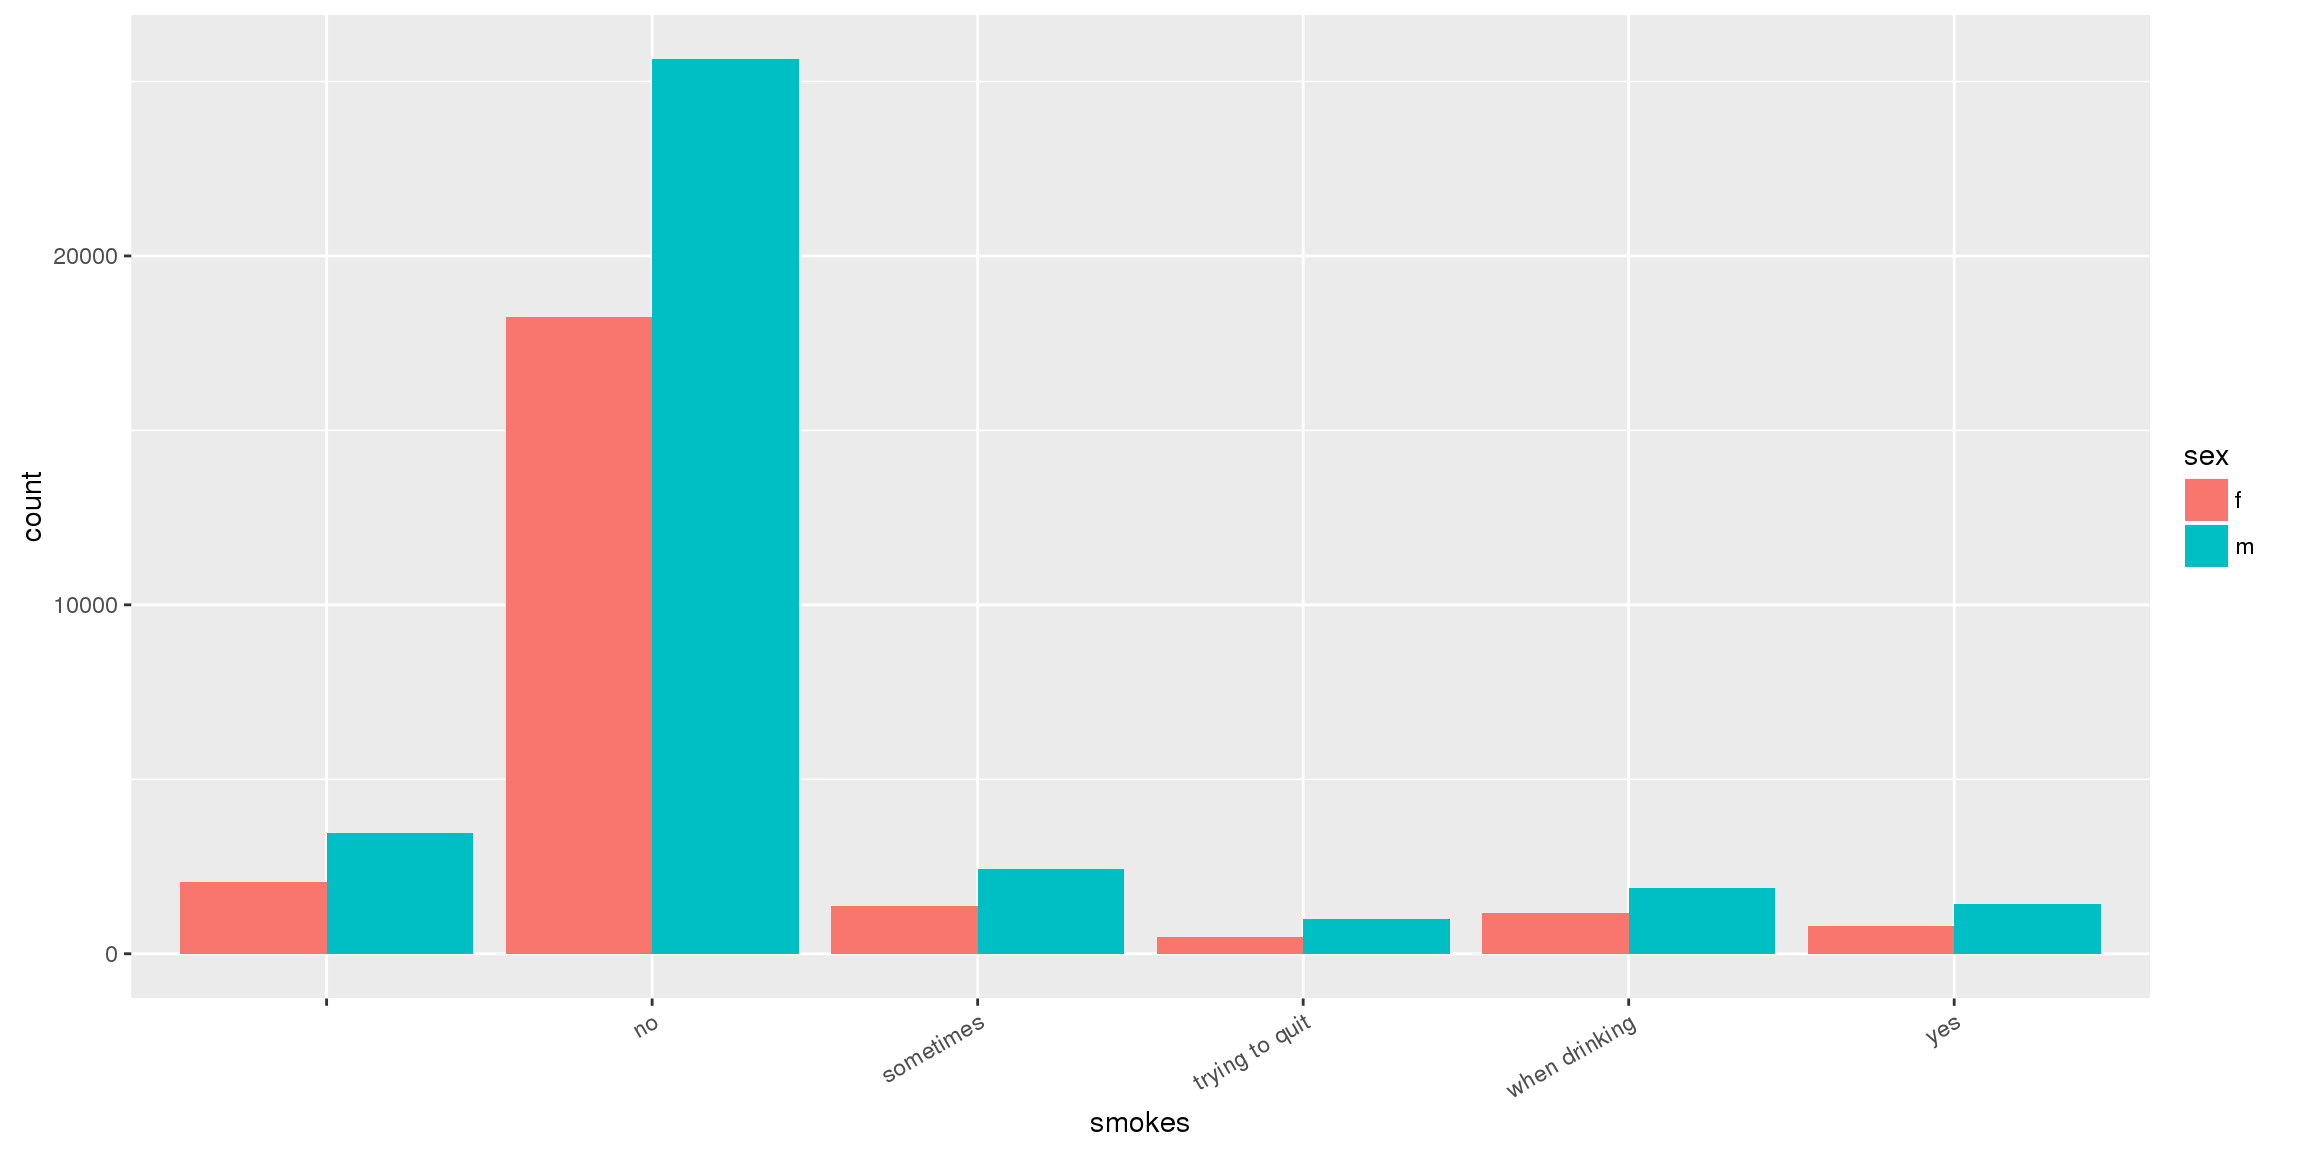 count
20000
10000
0
no
sometimes
trying to quit
when drinking
yes
smokes
sex
f
m